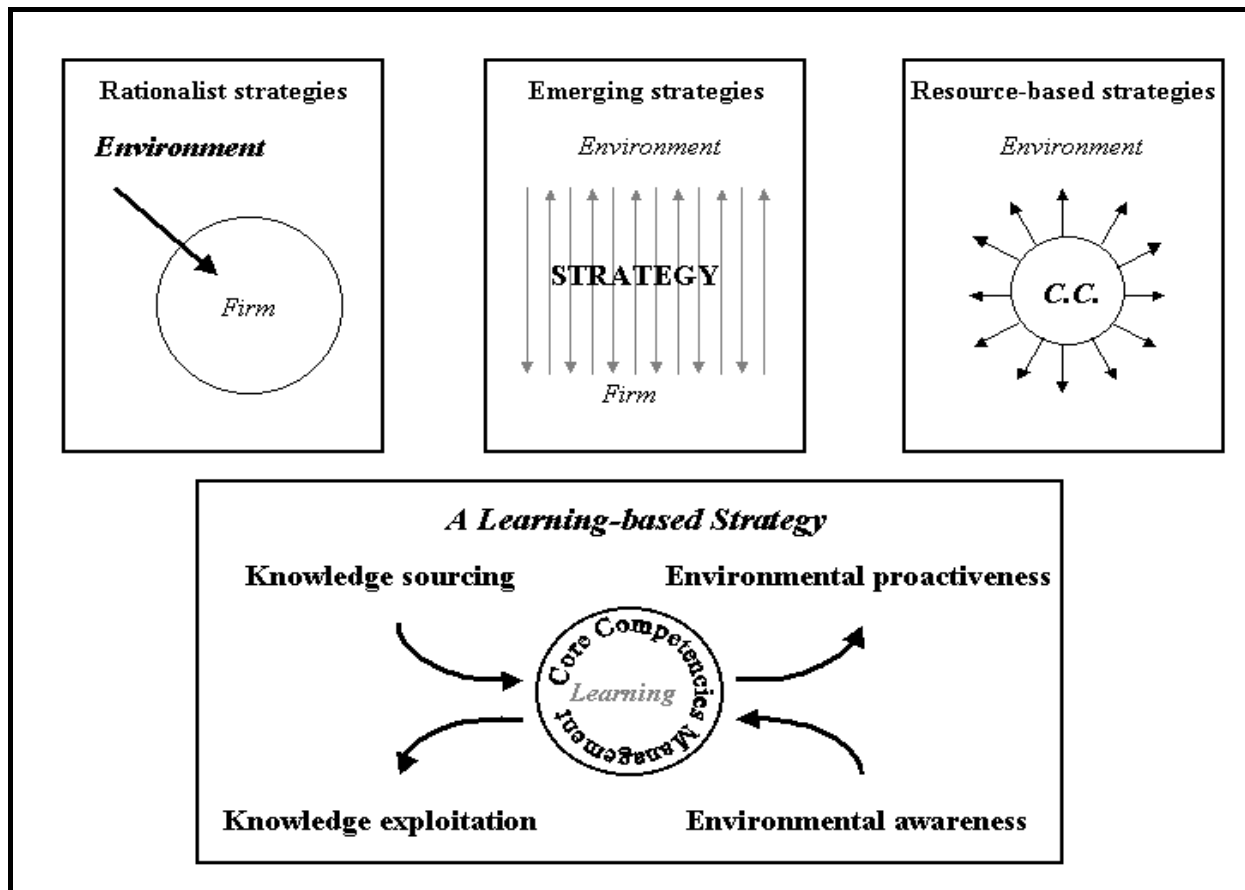 Rationalist strategies
Environment
Firm
Emerging strategies
Environment
STRATEGY
Firm
Resource-based strategies
Environment
C.C.
A Learning-based Strategy
Knowledge sourcing
Environmental proactiveness
Core Competencies Management
Learning
Knowledge exploitation
Environmental awareness